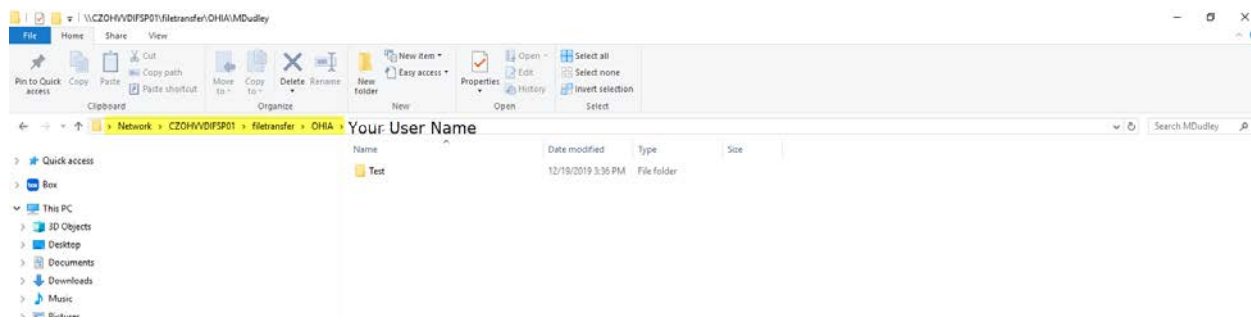 \\CZOHVVDIFSP01\filetransfer\OHIA\MDudley
File Home Share View
Pin to Quick access
Copy
Paste
Cut
Copy path
Paste shortcut
Clipboard
Move to
Copy to
Delete
Rename
Organize
New folder
New item
Easy access
New
Properties
Open
Edit
History
Open
Select all
Select none
Invert selection
Select
Network > CZOHVVDIFSP01 > filetransfer > OHIA > Your User Name
Search MDudley
Name Date modified Type Size
Quick access
Test 12/19/2019 3:36 PM File folder
Box
This PC
3D Objects
Desktop
Documents
Downloads
Music
Pictures